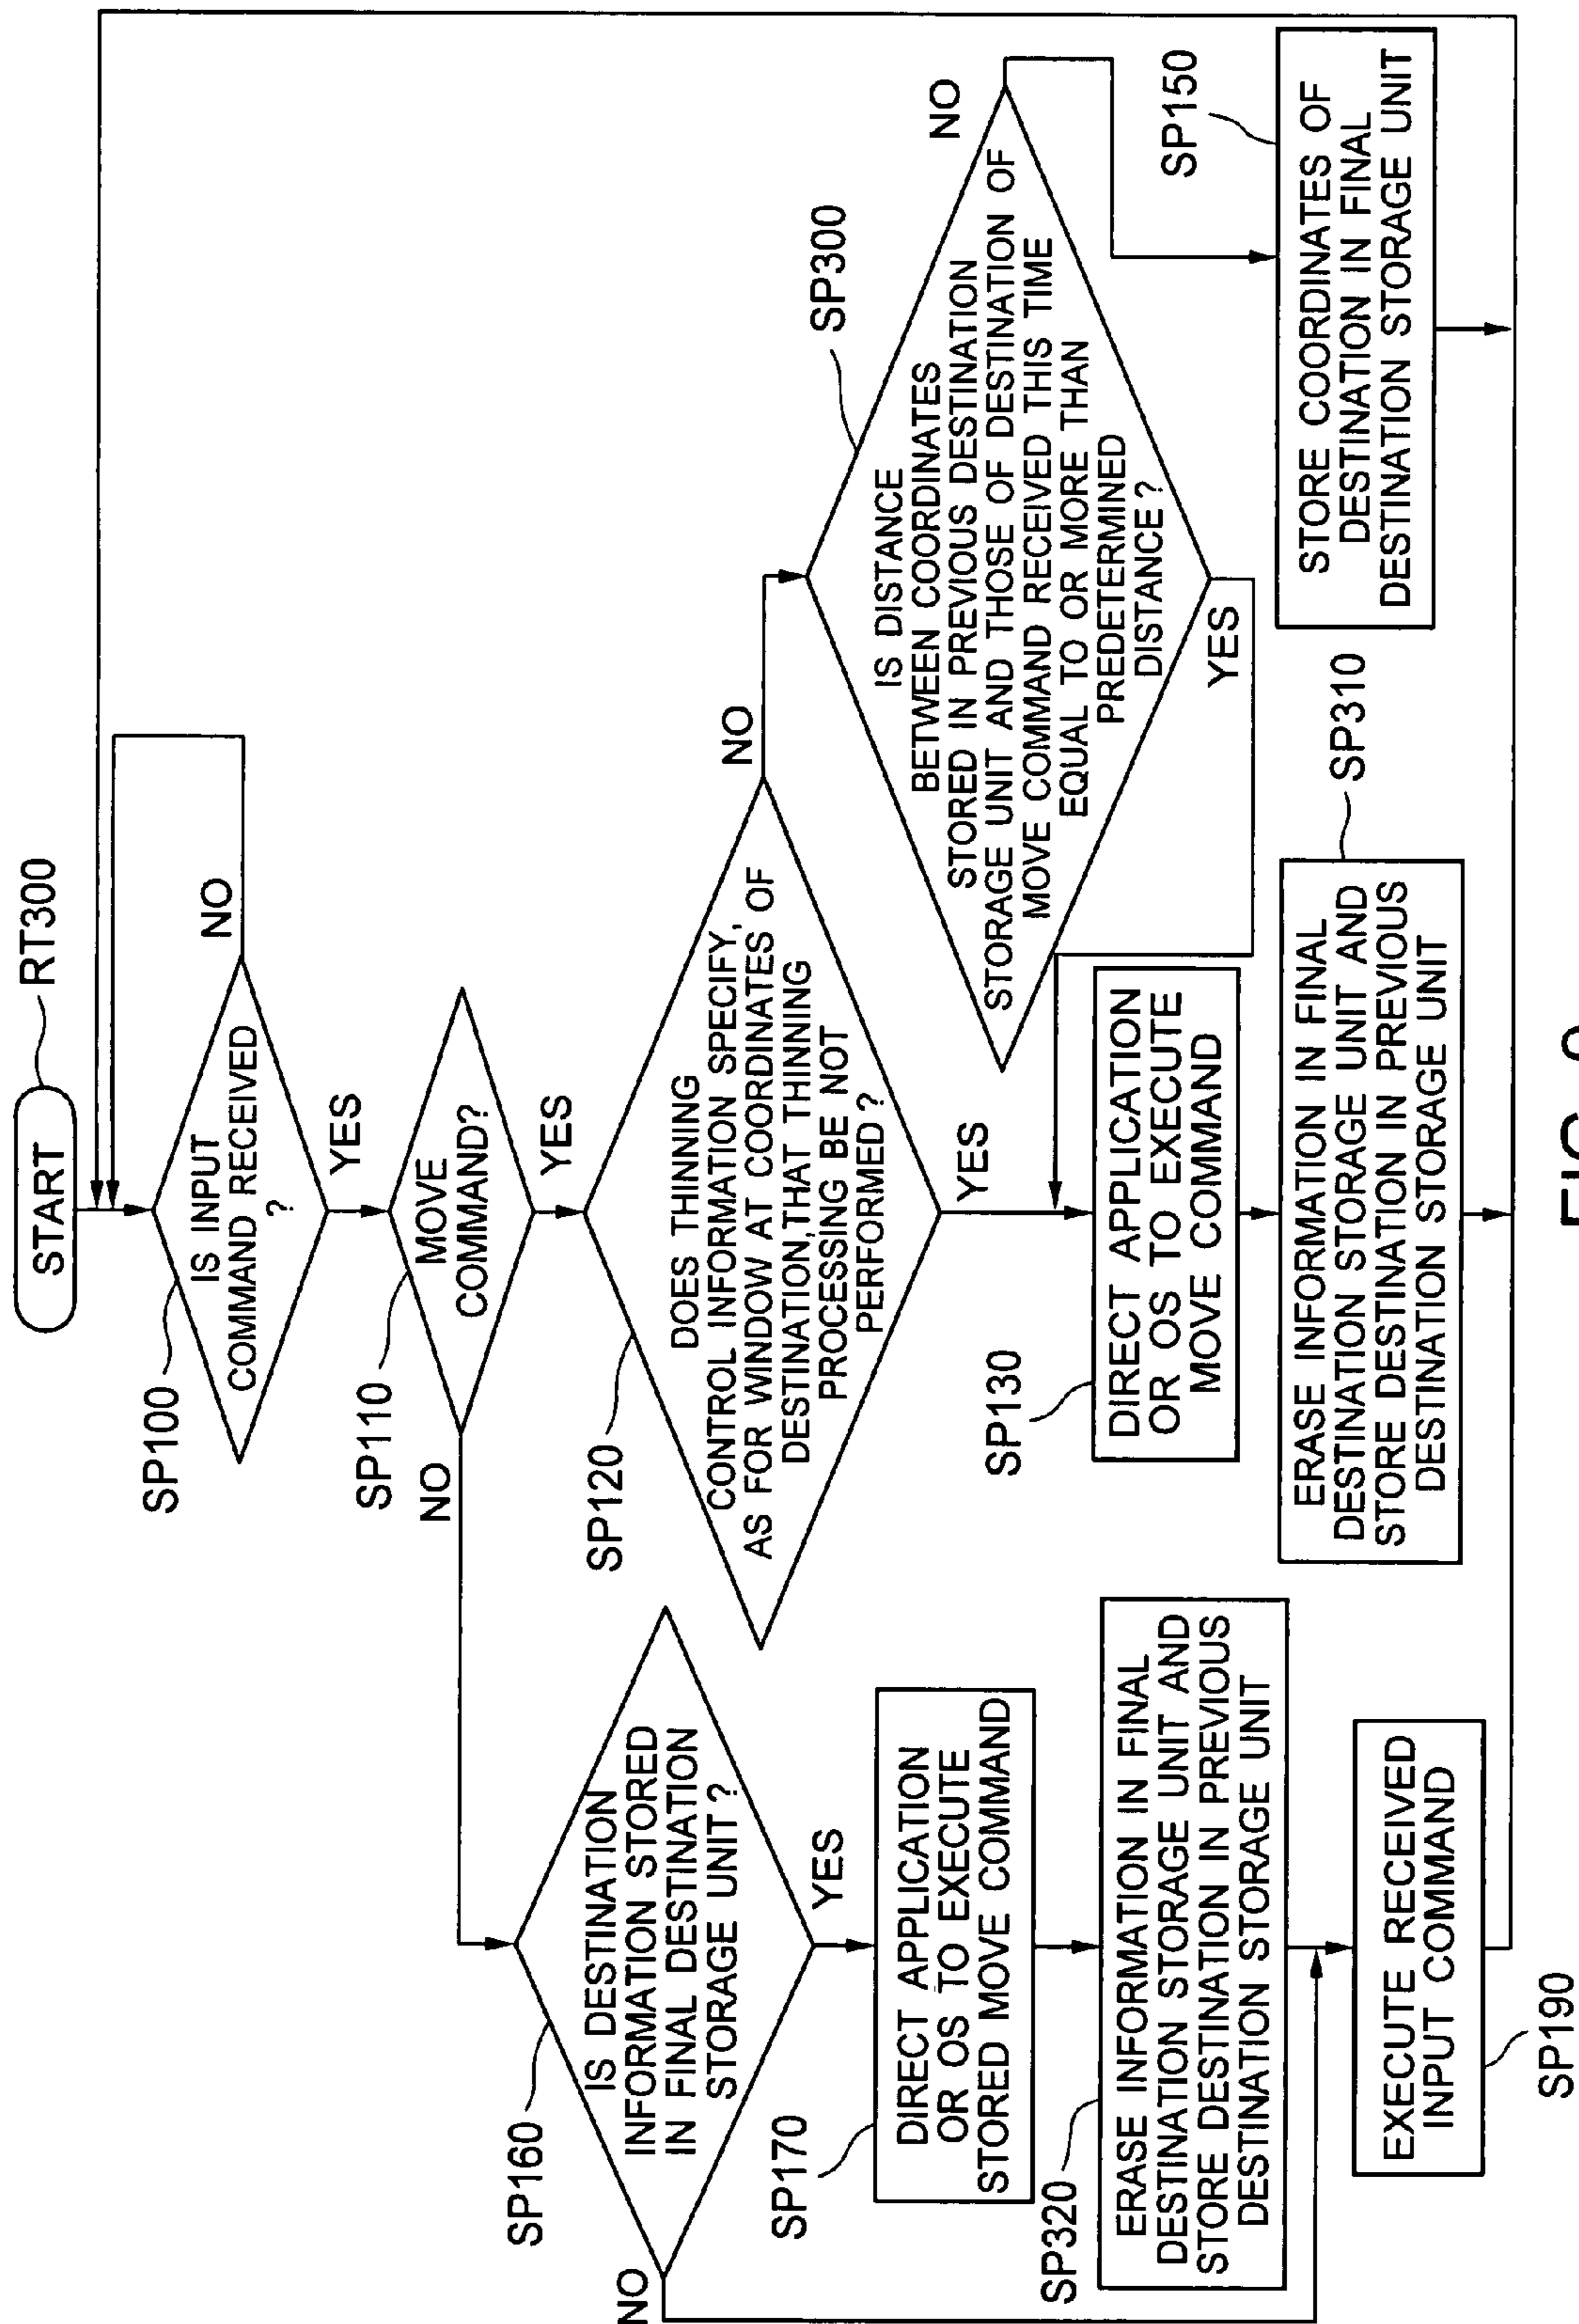 START
RT300
SP100
IS INPUT
COMMAND RECEIVED
?
NO
YES
SP110
MOVE
COMMAND?
NO
YES
SP120
DOES THINNING
CONTROL INFORMATION SPECIFY,
AS FOR WINDOW AT COORDINATES OF
DESTINATION, THAT THINNING
PROCESSING BE NOT
PERFORMED ?
NO
YES
SP300
IS DISTANCE
BETWEEN COORDINATES
STORED IN PREVIOUS DESTINATION
STORAGE UNIT AND THOSE OF DESTINATION OF
MOVE COMMAND RECEIVED THIS TIME
EQUAL TO OR MORE THAN
PREDETERMINED
DISTANCE ?
NO
YES
SP150
STORE COORDINATES OF
DESTINATION IN FINAL
DESTINATION STORAGE UNIT
SP130
DIRECT APPLICATION
OR OS TO EXECUTE
MOVE COMMAND
SP310
ERASE INFORMATION IN FINAL
DESTINATION STORAGE UNIT AND
STORE DESTINATION IN PREVIOUS
DESTINATION STORAGE UNIT
SP160
IS DESTINATION
INFORMATION STORED
IN FINAL DESTINATION
STORAGE UNIT ?
NO
YES
SP170
DIRECT APPLICATION
OR OS TO EXECUTE
STORED MOVE COMMAND
SP320
ERASE INFORMATION IN FINAL
DESTINATION STORAGE UNIT AND
STORE DESTINATION IN PREVIOUS
DESTINATION STORAGE UNIT
EXECUTE RECEIVED
INPUT COMMAND
SP190